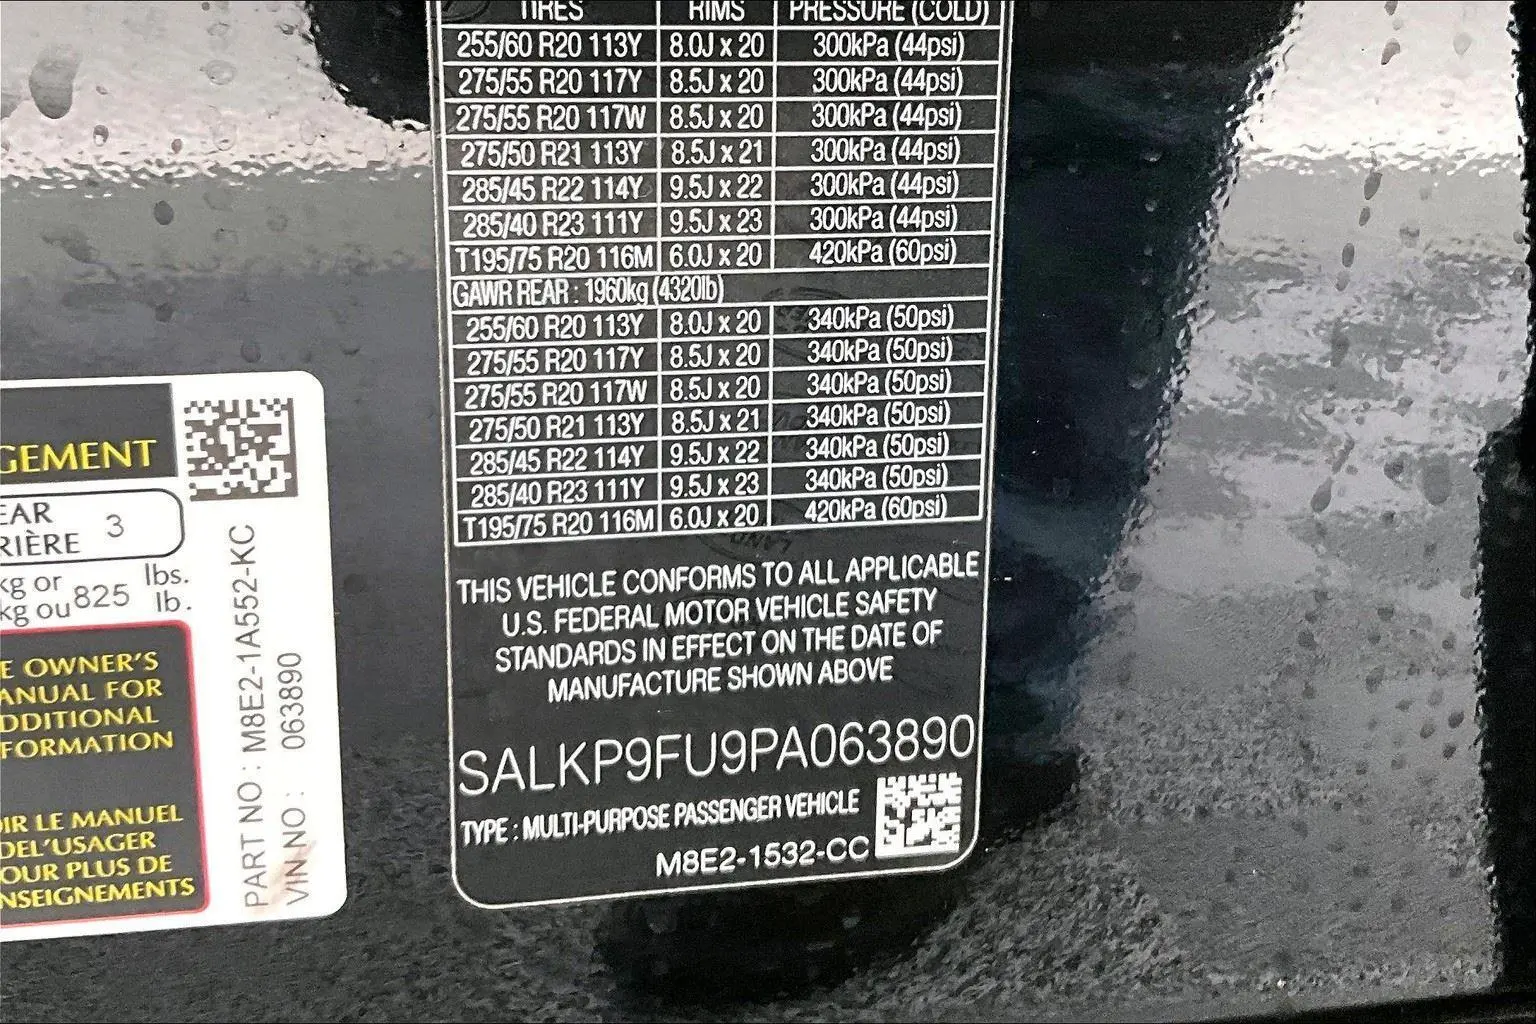 GEMENT
EAR
RIÈRE 3
kg or lbs.
kg ou 825 lb.
E OWNER'S
ANUAL FOR
DDITIONAL
FORMATION
OIR LE MANUEL
DEL'USAGER
OUR PLUS DE
NSEIGNEMENTS
PART NO : M8E2-1A552-KC
VIN NO : 063890
TIRES RIMS PRESSURE (COLD)
255/60 R20 113Y 8.0J x 20 300kPa (44psi)
275/55 R20 117Y 8.5J x 20 300kPa (44psi)
275/55 R20 117W 8.5J x 20 300kPa (44psi)
275/50 R21 113Y 8.5J x 21 300kPa (44psi)
285/45 R22 114Y 9.5J x 22 300kPa (44psi)
285/40 R23 111Y 9.5J x 23 300kPa (44psi)
T195/75 R20 116M 6.0J x 20 420kPa (60psi)
GAWR REAR : 1960kg (4320lb)
255/60 R20 113Y 8.0J x 20 340kPa (50psi)
275/55 R20 117Y 8.5J x 20 340kPa (50psi)
275/55 R20 117W 8.5J x 20 340kPa (50psi)
275/50 R21 113Y 8.5J x 21 340kPa (50psi)
285/45 R22 114Y 9.5J x 22 340kPa (50psi)
285/40 R23 111Y 9.5J x 23 340kPa (50psi)
T195/75 R20 116M 6.0J x 20 420kPa (60psi)
THIS VEHICLE CONFORMS TO ALL APPLICABLE
U.S. FEDERAL MOTOR VEHICLE SAFETY
STANDARDS IN EFFECT ON THE DATE OF
MANUFACTURE SHOWN ABOVE
SALKP9FU9PA063890
TYPE : MULTI-PURPOSE PASSENGER VEHICLE
M8E2-1532-CC